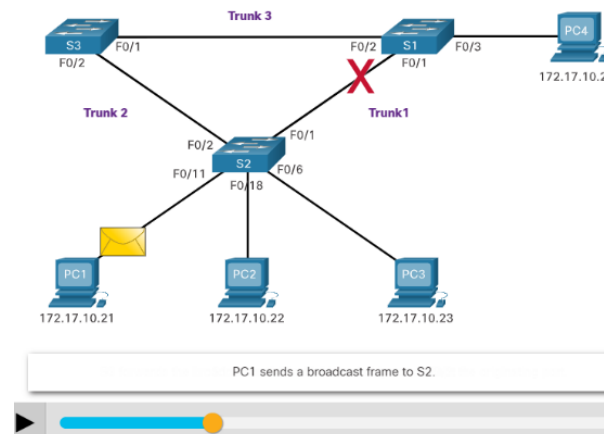 Trunk 3
S3
F0/1
F0/2
S1
F0/3
PC4
F0/2
F0/1
172.17.10.2
Trunk 2
Trunk1
F0/1
F0/2
S2
F0/11
F0/18
F0/6
PC1
PC2
PC3
172.17.10.21
172.17.10.22
172.17.10.23
PC1 sends a broadcast frame to S2.